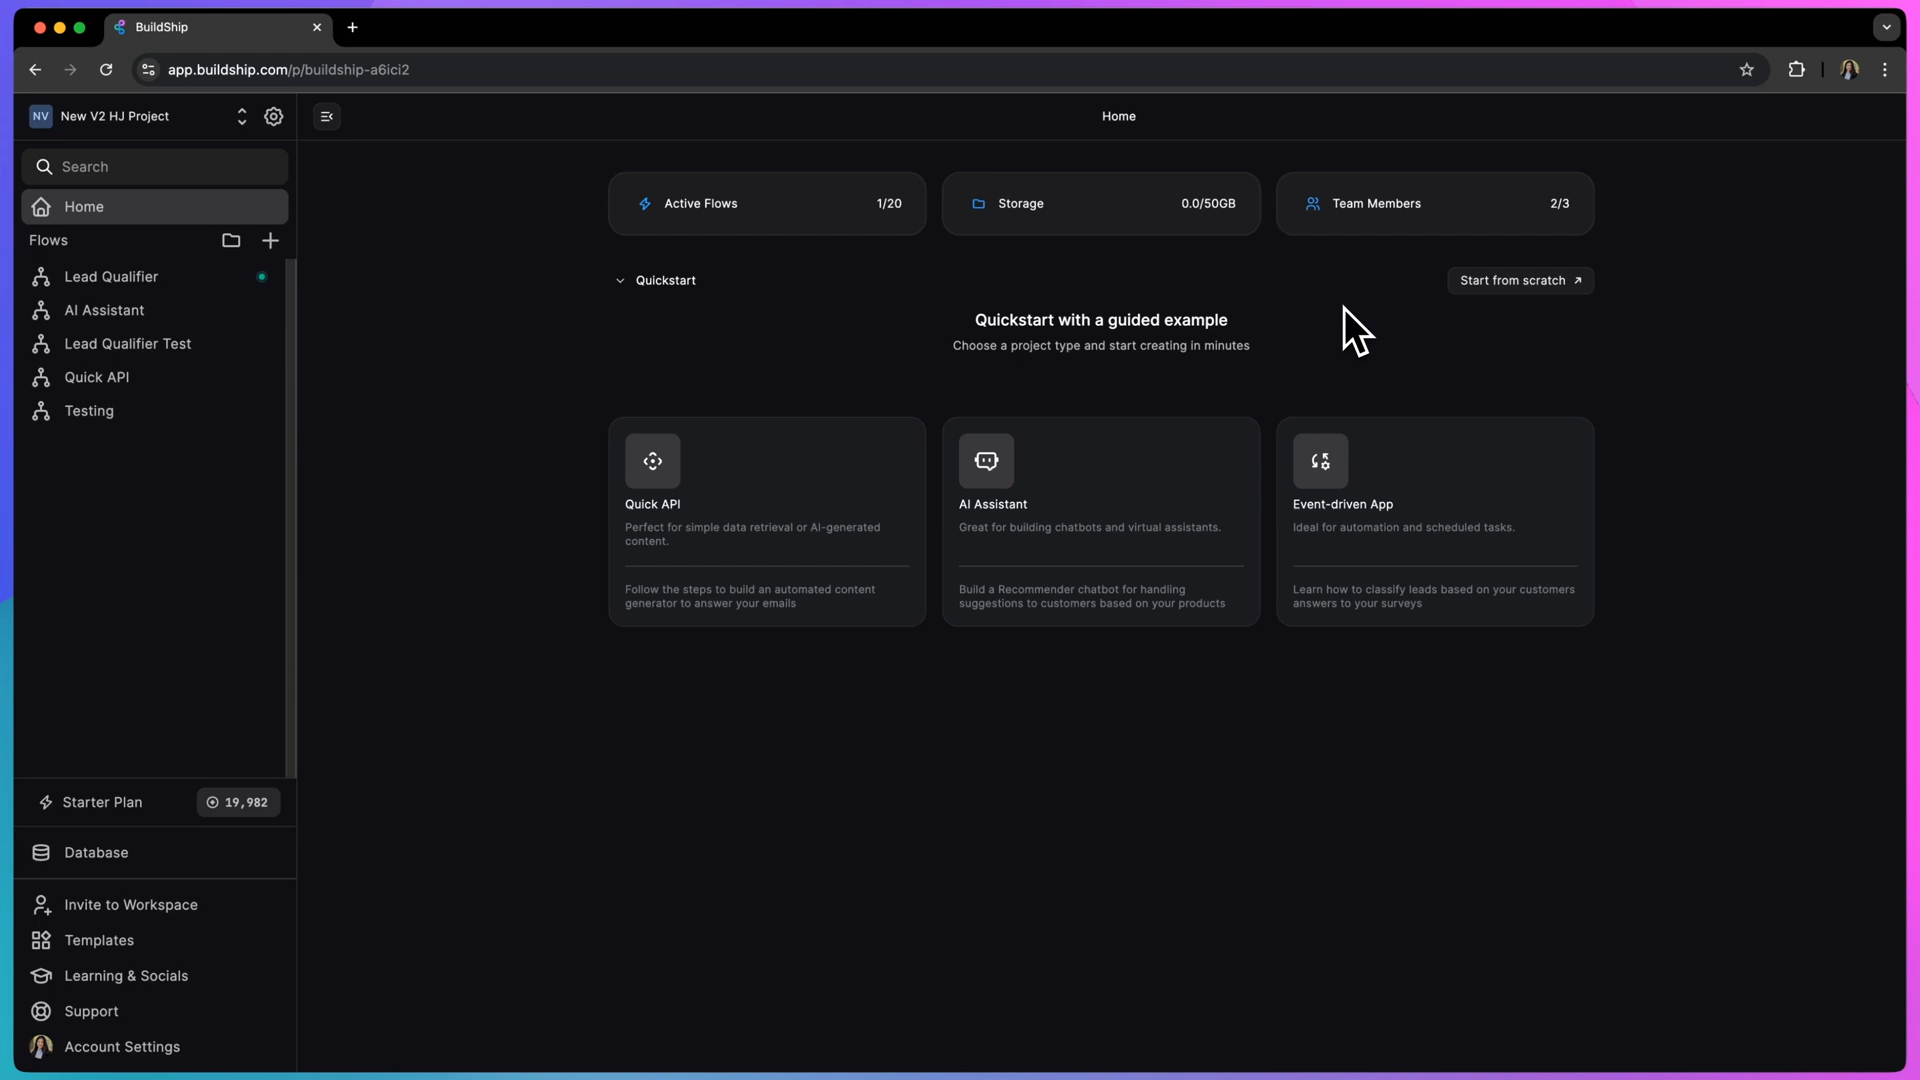 BuildShip
app.buildship.com/p/buildship-a6ici2
NV New V2 HJ Project
Home
Search
Home
Flows
Lead Qualifier
AI Assistant
Lead Qualifier Test
Quick API
Testing
Starter Plan 19,982
Database
Invite to Workspace
Templates
Learning & Socials
Support
Account Settings
Active Flows 1/20
Storage 0.0/50GB
Team Members 2/3
Quickstart
Start from scratch
Quickstart with a guided example
Choose a project type and start creating in minutes
Quick API
Perfect for simple data retrieval or AI-generated
content.
Follow the steps to build an automated content
generator to answer your emails
AI Assistant
Great for building chatbots and virtual assistants.
Build a Recommender chatbot for handling
suggestions to customers based on your products
Event-driven App
Ideal for automation and scheduled tasks.
Learn how to classify leads based on your customers
answers to your surveys